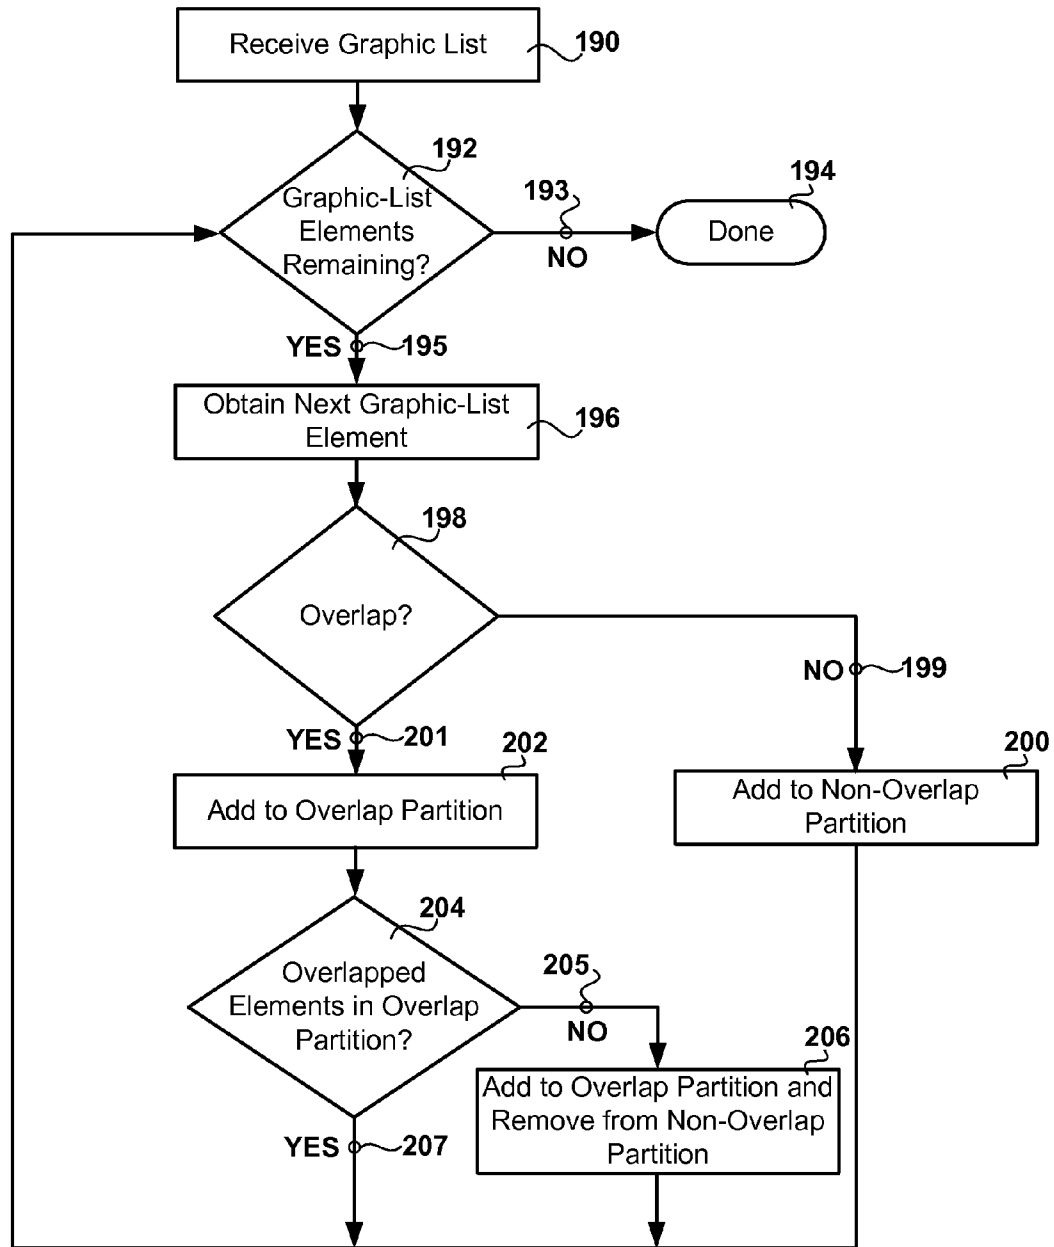 Receive Graphic List
190
192
Graphic-List
Elements
Remaining?
193
NO
194
Done
YES
195
Obtain Next Graphic-List
Element
196
198
Overlap?
NO
199
YES
201
202
Add to Overlap Partition
200
Add to Non-Overlap
Partition
204
Overlapped
Elements in Overlap
Partition?
205
NO
206
Add to Overlap Partition and
Remove from Non-Overlap
Partition
YES
207